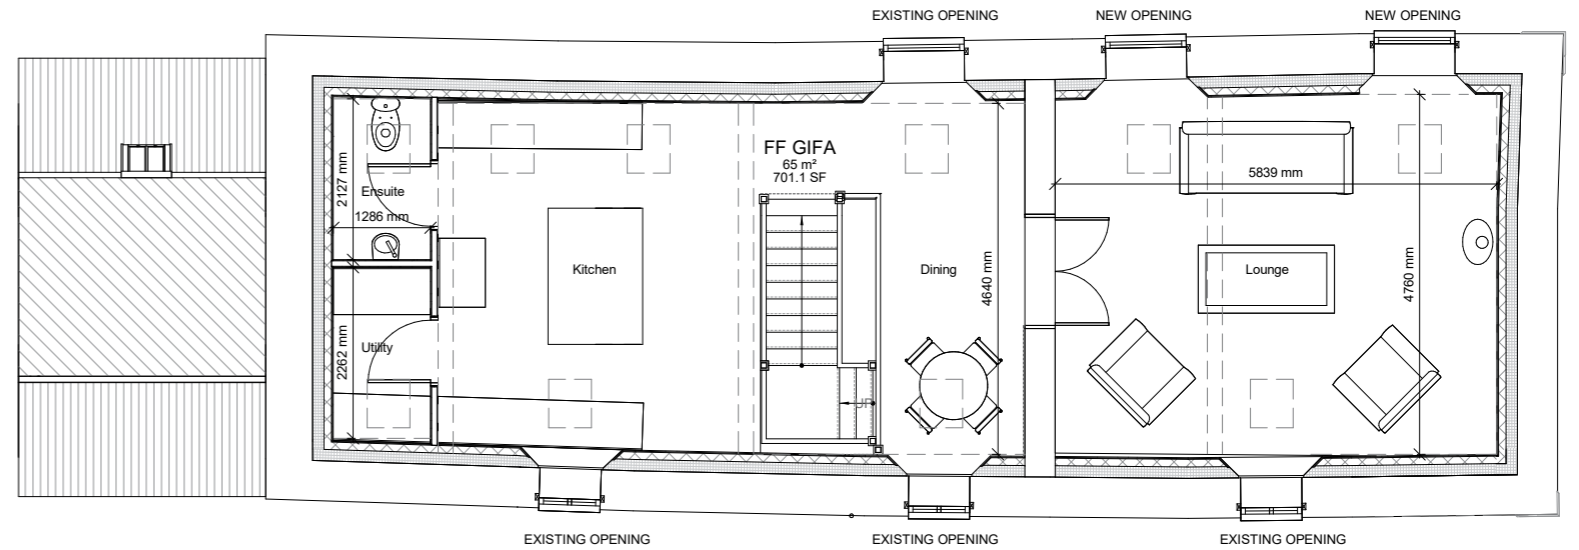 EXISTING OPENING
NEW OPENING
NEW OPENING
FF GIFA
65 m²
701.1 SF
2127 mm
Ensuite
1286 mm
5839 mm
Kitchen
Dining
4640 mm
Lounge
4760 mm
2262 mm
Utility
UP
EXISTING OPENING
EXISTING OPENING
EXISTING OPENING